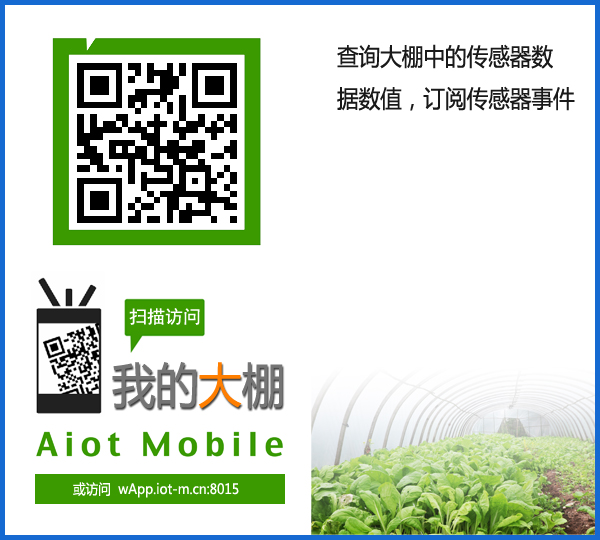 查询大棚中的传感器数
据数值，订阅传感器事件
扫描访问
我的大棚
Aiot Mobile
或访问 wApp.iot-m.cn:8015